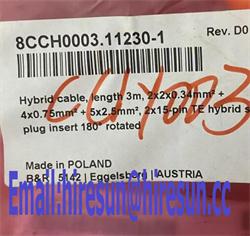 8CCH0003.11230-1
Rev. D0
Hybrid cable, length 3m, 2x2x0.34mm² +
4x0.75mm² + 5x2.5mm², 2x15-pin TE hybrid s
plug insert 180° rotated
Made in POLAND
B&R | 5142 | Eggelsberg | AUSTRIA
Email:hiresun@hiresun.cc